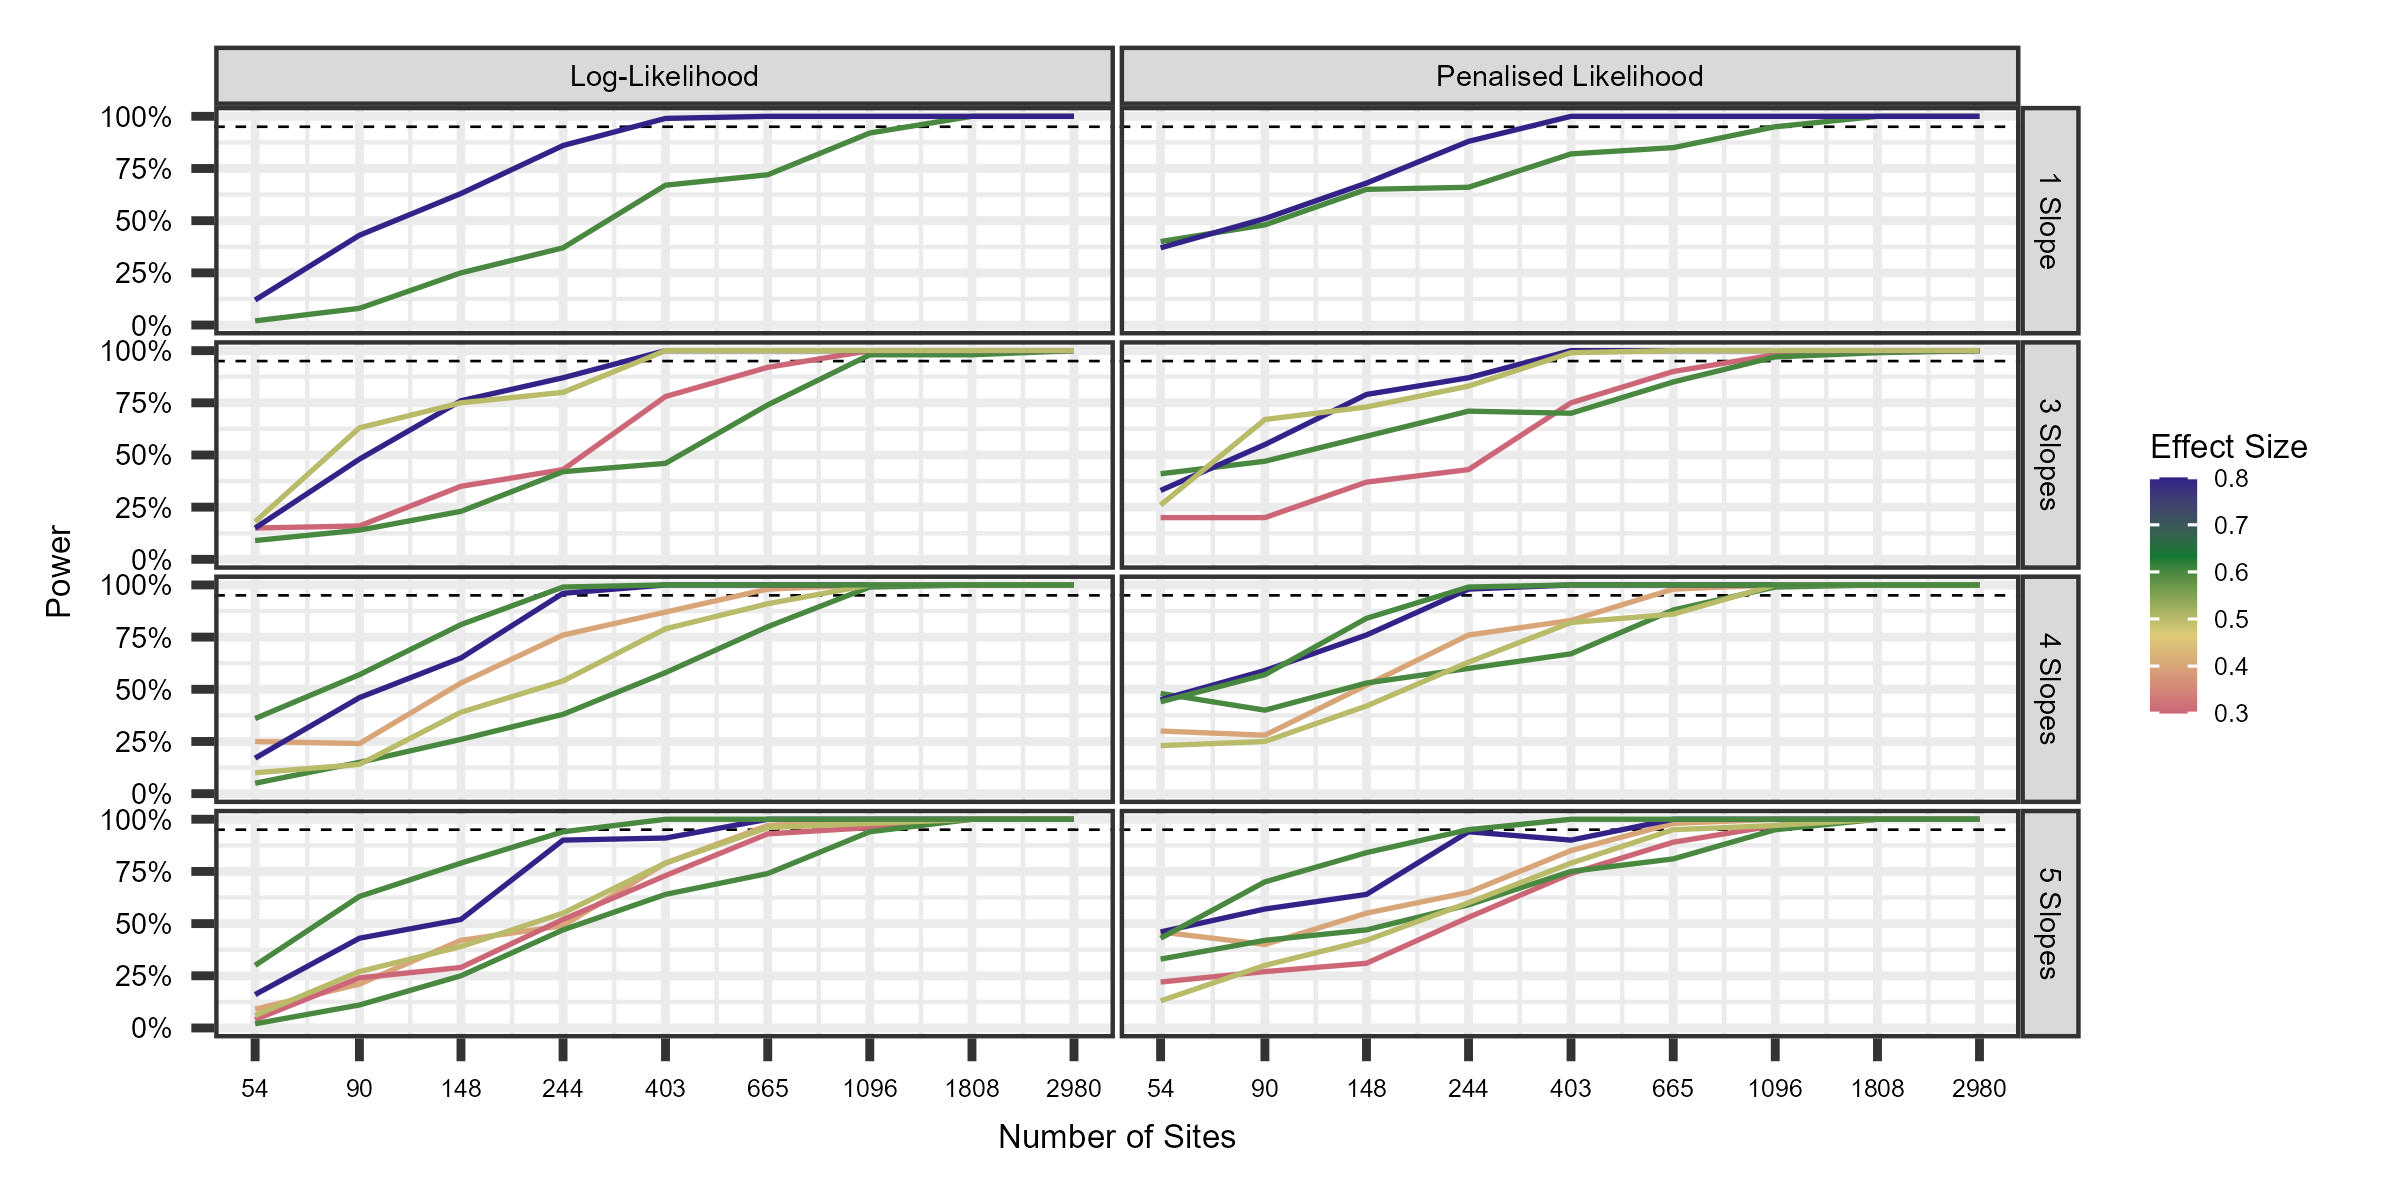 Log-Likelihood
Penalised Likelihood
100%
75%
50%
25%
0%
1 Slope
100%
75%
50%
25%
0%
3 Slopes
100%
75%
50%
25%
0%
4 Slopes
100%
75%
50%
25%
0%
5 Slopes
Power
54 90 148 244 403 665 1096 1808 2980
54 90 148 244 403 665 1096 1808 2980
Number of Sites
Effect Size
0.8
0.7
0.6
0.5
0.4
0.3